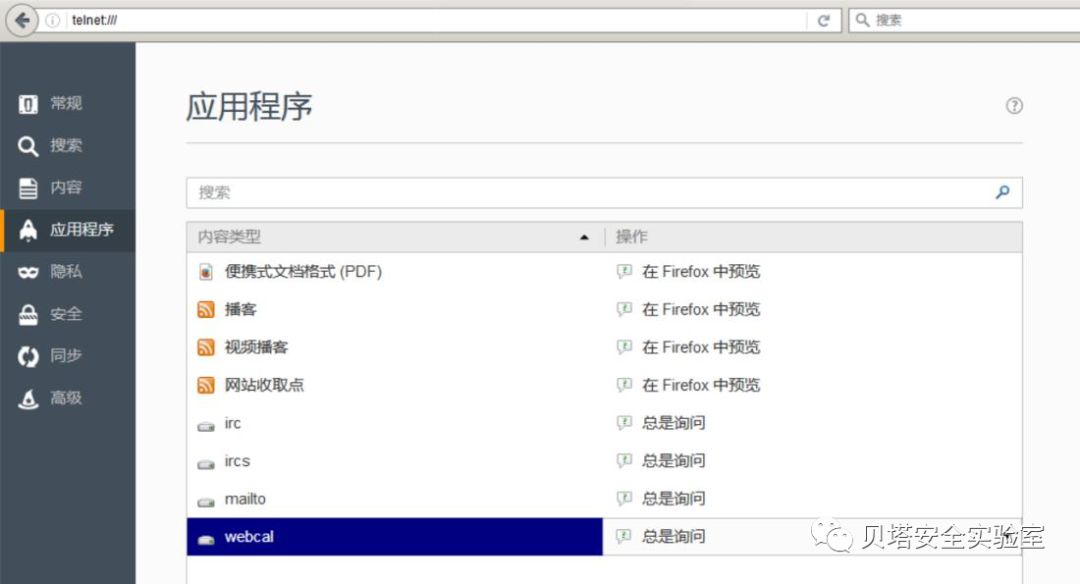 telnet:///
搜索
常规
搜索
内容
应用程序
隐私
安全
同步
高级
应用程序
搜索
内容类型 操作
便携式文档格式 (PDF) 在 Firefox 中预览
播客 在 Firefox 中预览
视频播客 在 Firefox 中预览
网站收取点 在 Firefox 中预览
irc 总是询问
ircs 总是询问
mailto 总是询问
webcal 总是询问
贝塔安全实验室